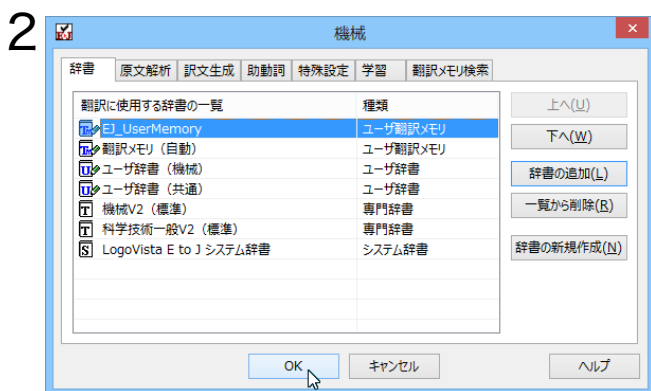 2
機械
辞書 原文解析 訳文生成 助動詞 特殊設定 学習 翻訳メモリ検索
翻訳に使用する辞書の一覧 種類
EJ_UserMemory ユーザ翻訳メモリ
翻訳メモリ（自動） ユーザ翻訳メモリ
ユーザ辞書（機械） ユーザ辞書
ユーザ辞書（共通） ユーザ辞書
機械V2（標準） 専門辞書
科学技術一般V2（標準） 専門辞書
LogoVista E to J システム辞書 システム辞書
上へ(U)
下へ(W)
辞書の追加(L)
一覧から削除(R)
辞書の新規作成(N)
OK キャンセル ヘルプ